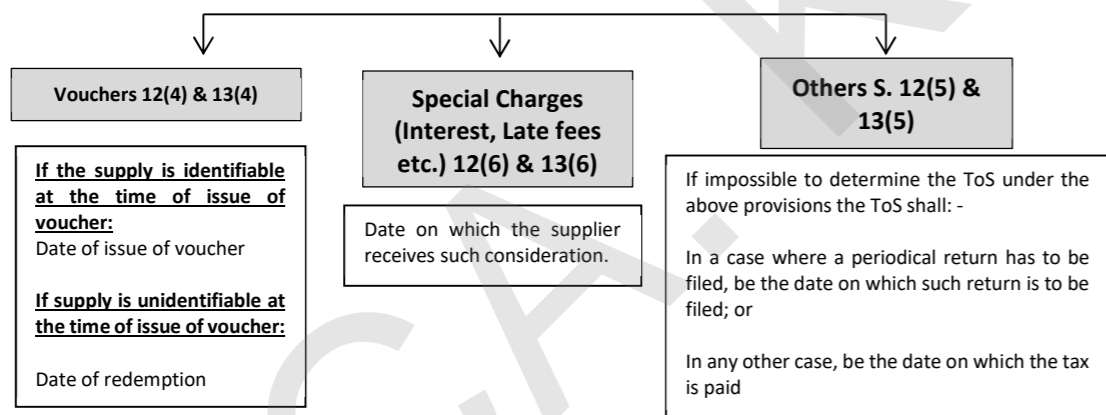 Vouchers 12(4) & 13(4)
If the supply is identifiable
at the time of issue of
voucher:
Date of issue of voucher
If supply is unidentifiable at
the time of issue of voucher:
Date of redemption
Special Charges
(Interest, Late fees
etc.) 12(6) & 13(6)
Date on which the supplier
receives such consideration.
Others S. 12(5) &
13(5)
If impossible to determine the ToS under the
above provisions the ToS shall: -
In a case where a periodical return has to be
filed, be the date on which such return is to be
filed; or
In any other case, be the date on which the tax
is paid
CA. K